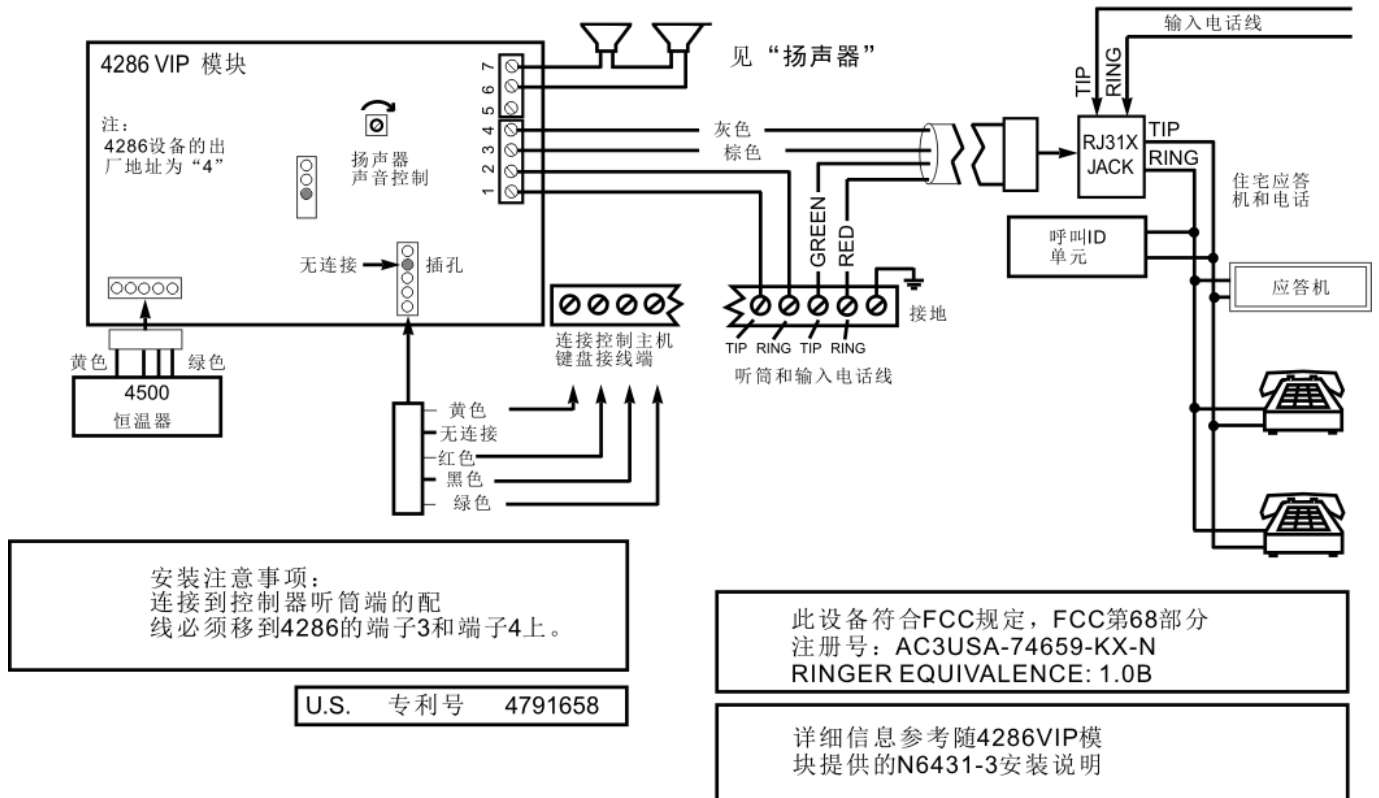 输入电话线
4286 VIP 模块
见“扬声器”
注：
4286设备的出
厂地址为“4”
扬声器
声音控制
7
6
5
4
3
2
1
灰色
棕色
TIP
RING
RJ31X
JACK
TIP
RING
住宅应答
机和电话
呼叫ID
单元
应答机
GREEN
RED
无连接
插孔
接地
TIP RING TIP RING
听筒和输入电话线
连接控制主机
键盘接线端
黄色
绿色
4500
恒温器
黄色
无连接
红色
黑色
绿色
安装注意事项：
连接到控制器听筒端的配
线必须移到4286的端子3和端子4上。
U.S. 专利号 4791658
此设备符合FCC规定，FCC第68部分
注册号：AC3USA-74659-KX-N
RINGER EQUIVALENCE: 1.0B
详细信息参考随4286VIP模
块提供的N6431-3安装说明